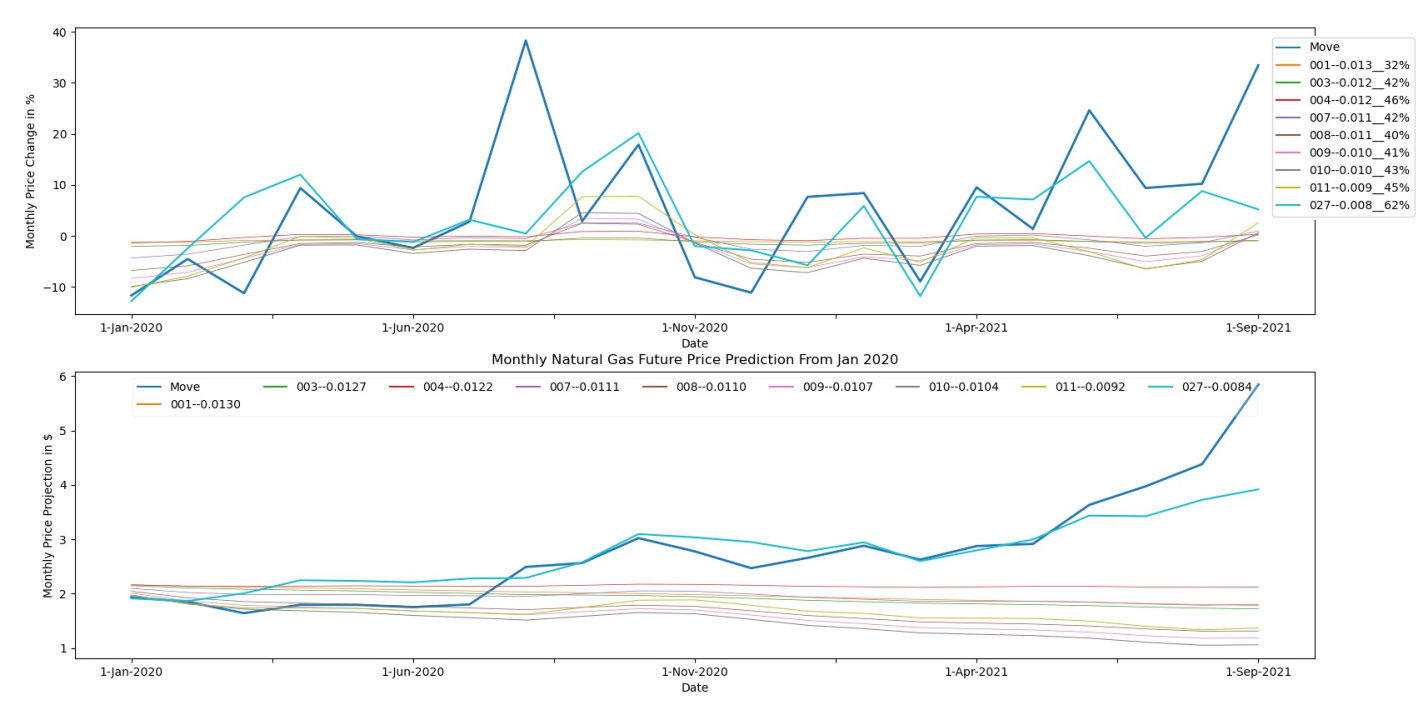 40
30
20
10
0
−10
Monthly Price Change in %
Move
001--0.013__32%
003--0.012__42%
004--0.012__46%
007--0.011__42%
008--0.011__40%
009--0.010__41%
010--0.010__43%
011--0.009__45%
027--0.008__62%
1-Jan-2020 1-Jun-2020 1-Nov-2020 1-Apr-2021 1-Sep-2021
Date
Monthly Natural Gas Future Price Prediction From Jan 2020
Move 003--0.0127 004--0.0122 007--0.0111 008--0.0110 009--0.0107 010--0.0104 011--0.0092 027--0.0084
001--0.0130
6
5
4
3
2
1
Monthly Price Projection in $
1-Jan-2020 1-Jun-2020 1-Nov-2020 1-Apr-2021 1-Sep-2021
Date